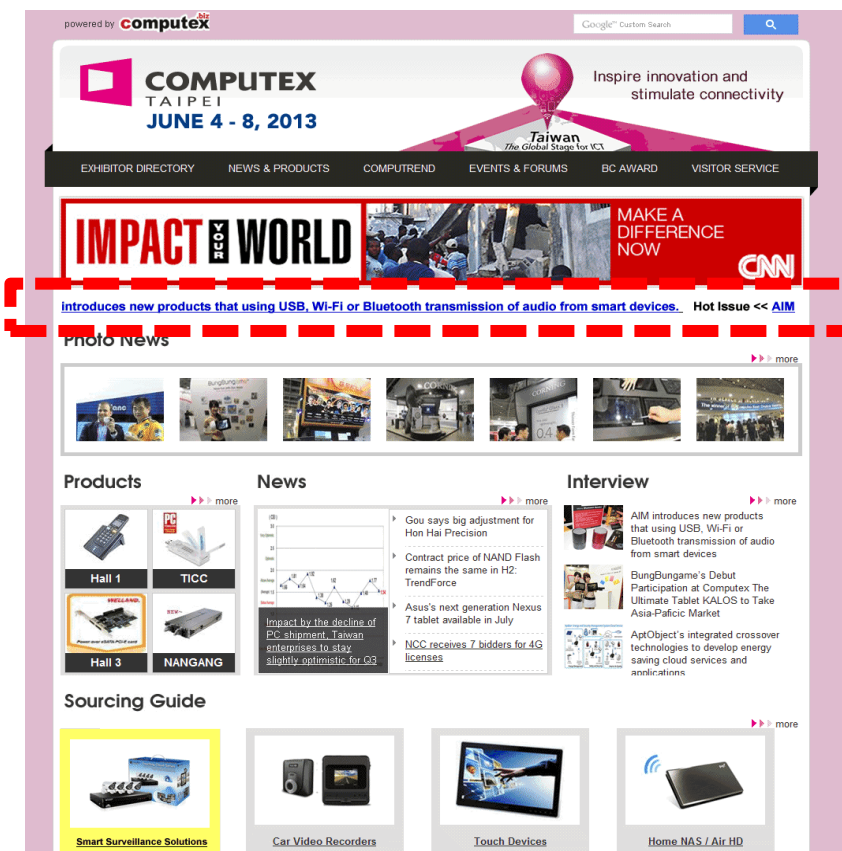 powered by computex.biz
Google™ Custom Search
COMPUTEX
TAIPEI
JUNE 4 - 8, 2013
Inspire innovation and
stimulate connectivity
Taiwan
The Global Stage for ICT
EXHIBITOR DIRECTORY NEWS & PRODUCTS COMPUTREND EVENTS & FORUMS BC AWARD VISITOR SERVICE
IMPACT YOUR WORLD
MAKE A
DIFFERENCE
NOW
CNN
introduces new products that using USB, Wi-Fi or Bluetooth transmission of audio from smart devices. Hot Issue << AIM
Photo News
more
BungBungame
CORNING
CORNING
Products
more
Hall 1
TICC
WELLAND
Hall 3
NANGANG
News
more
Impact by the decline of
PC shipment, Taiwan
enterprises to stay
slightly optimistic for Q3
Gou says big adjustment for
Hon Hai Precision
Contract price of NAND Flash
remains the same in H2:
TrendForce
Asus's next generation Nexus
7 tablet available in July
NCC receives 7 bidders for 4G
licenses
Interview
more
AIM introduces new products
that using USB, Wi-Fi or
Bluetooth transmission of audio
from smart devices
BungBungame's Debut
Participation at Computex The
Ultimate Tablet KALOS to Take
Asia-Paficic Market
AptObject's integrated crossover
technologies to develop energy
saving cloud services and
applications
Sourcing Guide
more
Smart Surveillance Solutions
Car Video Recorders
Touch Devices
Home NAS / Air HD